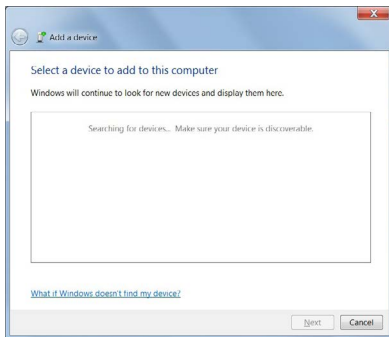 X
Add a device
Select a device to add to this computer
Windows will continue to look for new devices and display them here.
Searching for devices... Make sure your device is discoverable.
What if Windows doesn't find my device?
Next
Cancel